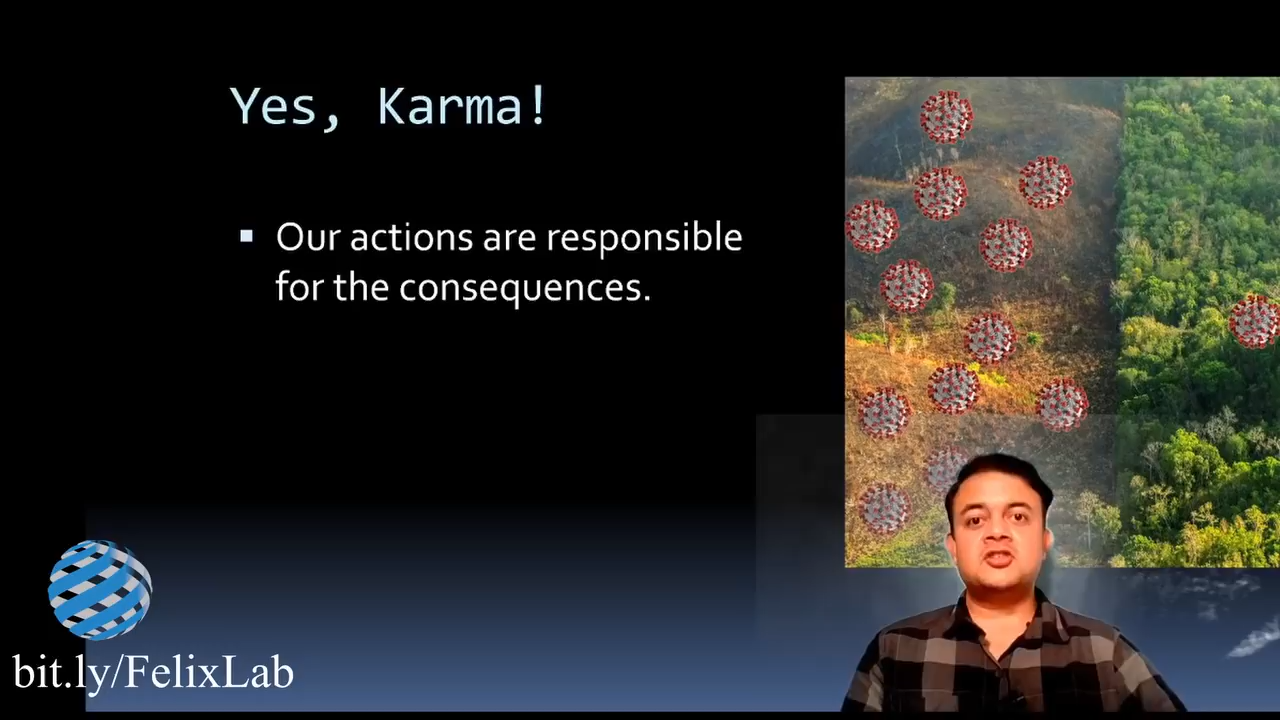 Yes, Karma!
Our actions are responsible
for the consequences.
bit.ly/FelixLab